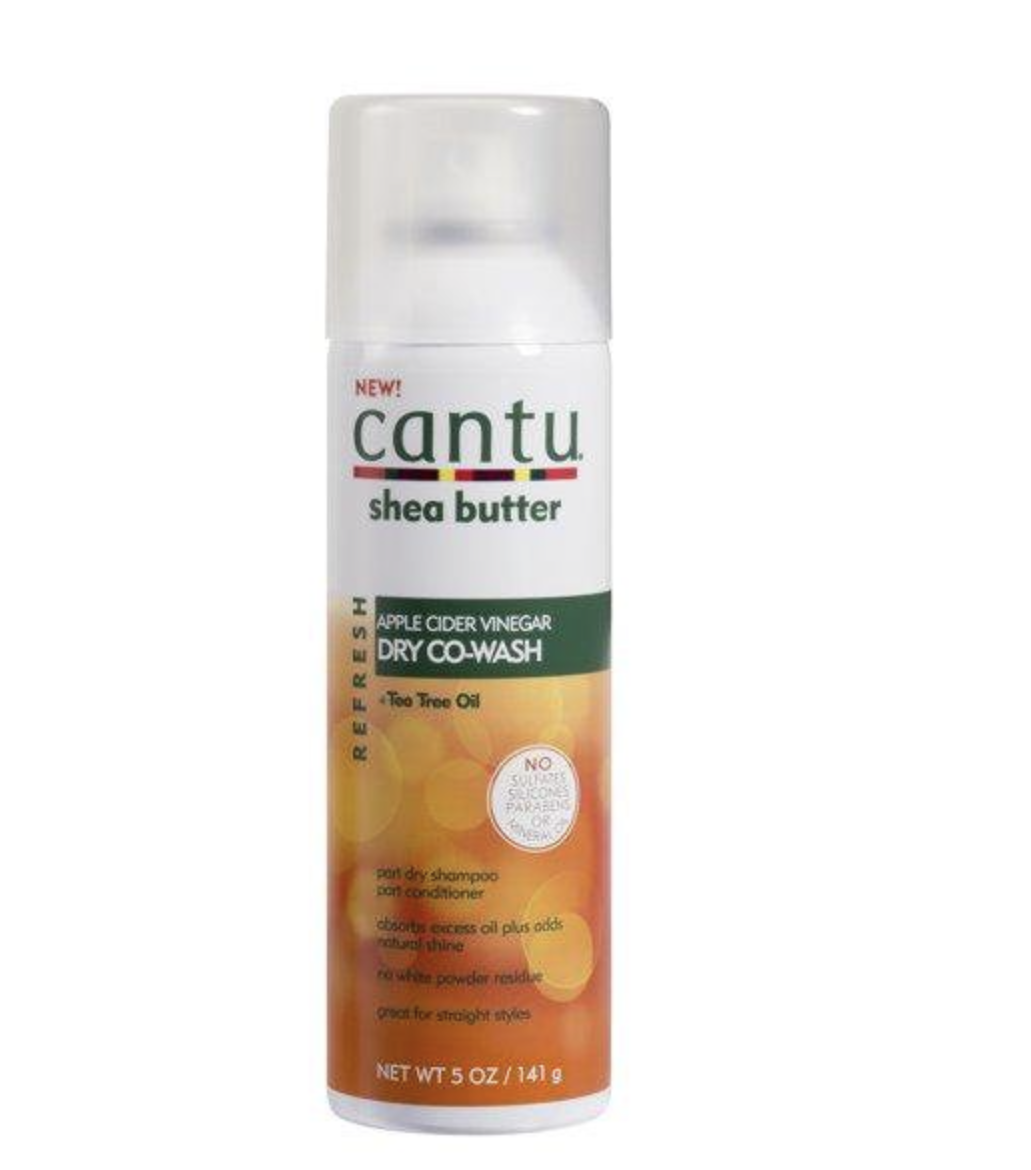 NEW!
cantu
shea butter
REFRESH
APPLE CIDER VINEGAR
DRY CO-WASH
+Tea Tree Oil
NO
SULFATES
SILICONES
PARABENS
OR
MINERAL OIL
part dry shampoo
part conditioner
absorbs excess oil plus adds
natural shine
no white powder residue
great for straight styles
NET WT 5 OZ / 141 g